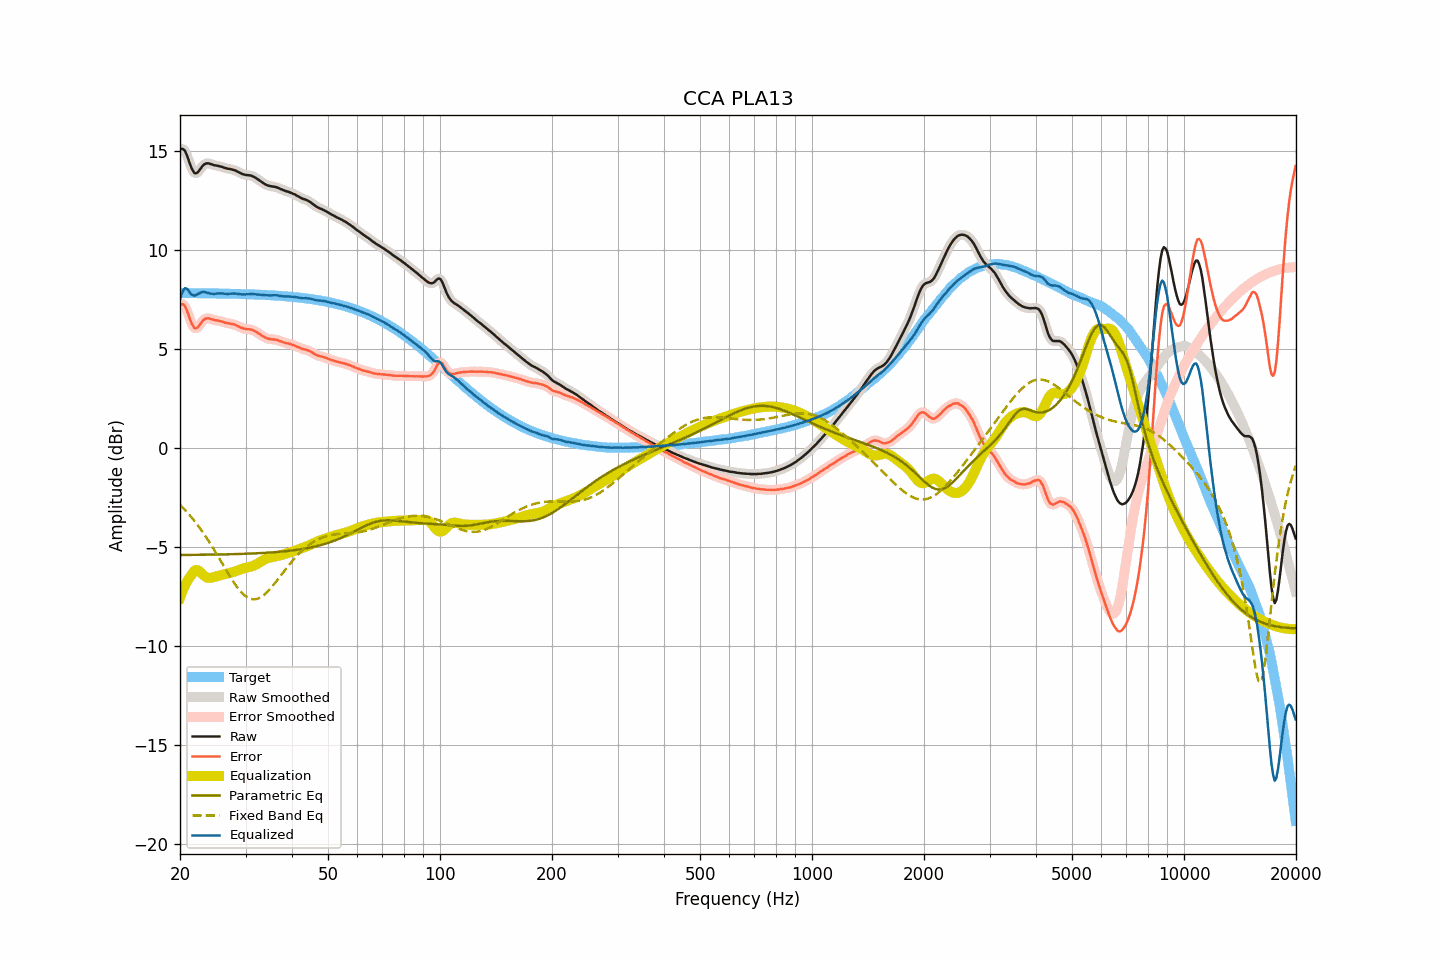 CCA PLA13
Amplitude (dBr)
15
10
5
0
−5
−10
−15
−20
Target
Raw Smoothed
Error Smoothed
Raw
Error
Equalization
Parametric Eq
Fixed Band Eq
Equalized
20 50 100 200 500 1000 2000 5000 10000 20000
Frequency (Hz)